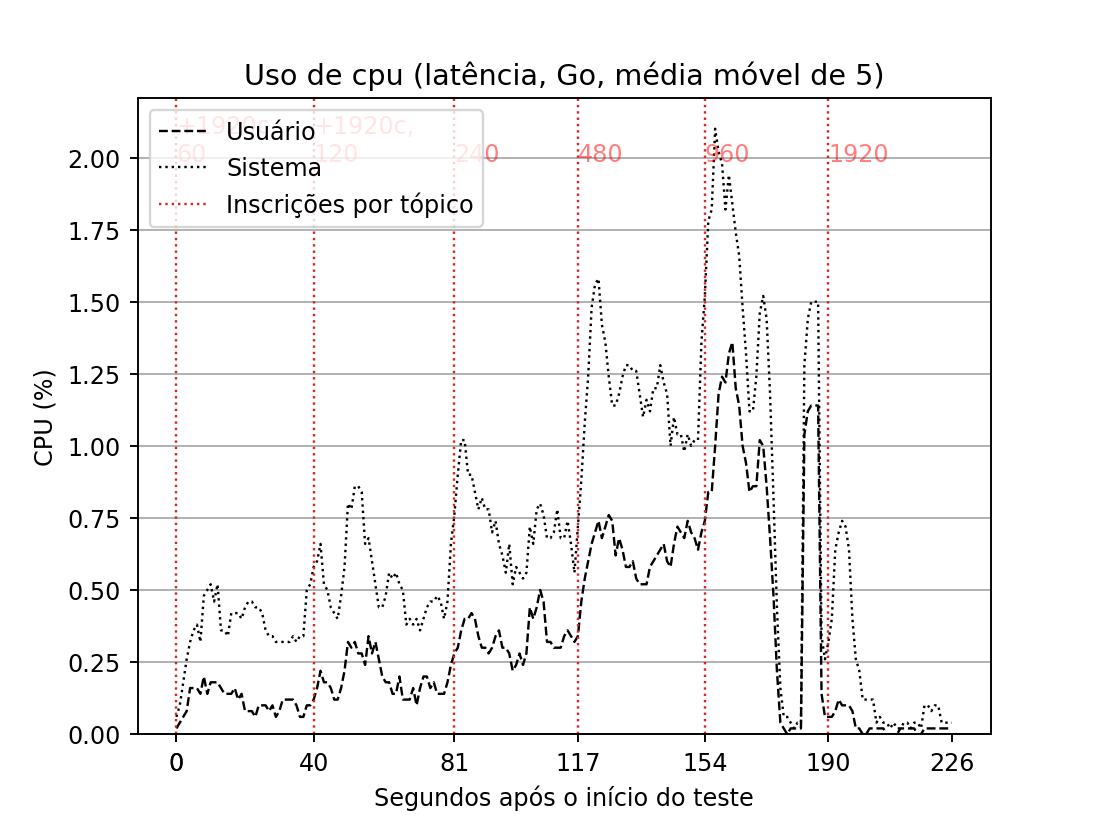 Uso de cpu (latência, Go, média móvel de 5)
+1920c,
+1920c,
60
120
240
480
960
1920
Usuário
Sistema
Inscrições por tópico
2.00
1.75
1.50
1.25
1.00
0.75
0.50
0.25
0.00
CPU (%)
0
40
81
117
154
190
226
Segundos após o início do teste